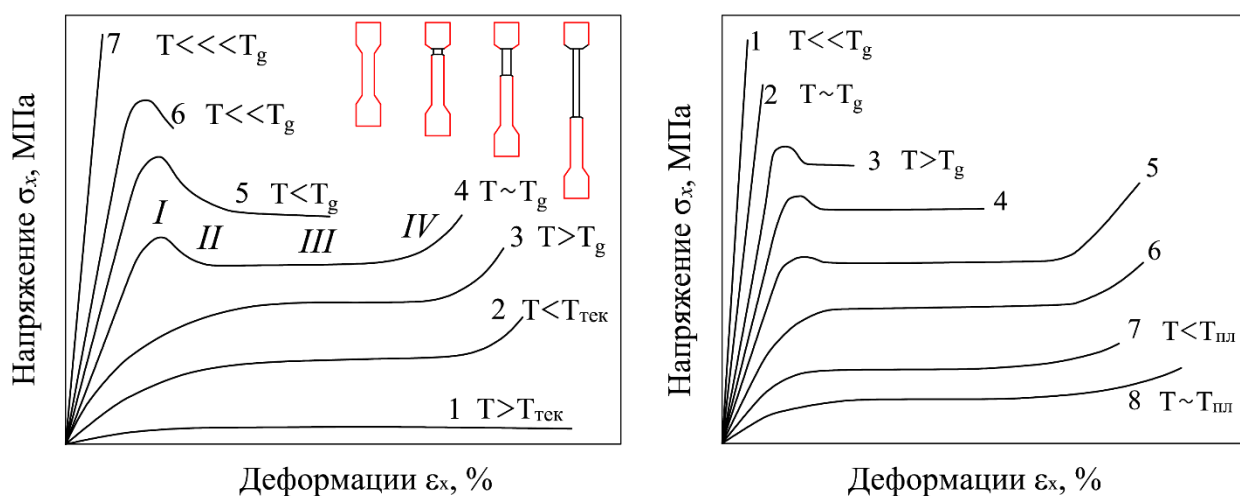 Напряжение σx, МПа
7 T<<<Tg
6 T<<Tg
5 T<Tg
4 T~Tg
I
II
III
IV
3 T>Tg
2 T<Tтек
1 T>Tтек
Деформации εx, %
Напряжение σx, МПа
1 T<<Tg
2 T~Tg
3 T>Tg
4
5
6
7 T<Tпл
8 T~Tпл
Деформации εx, %